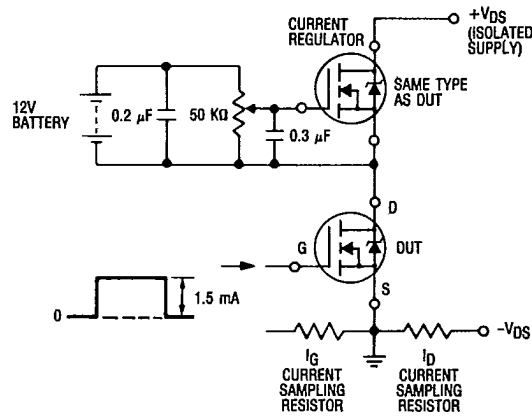 +VDS
(ISOLATED
SUPPLY)
CURRENT
REGULATOR
SAME TYPE
AS DUT
12V
BATTERY
0.2 µF
50 KΩ
0.3 µF
D
G
DUT
S
0
1.5 mA
-VDS
IG
CURRENT
SAMPLING
RESISTOR
ID
CURRENT
SAMPLING
RESISTOR